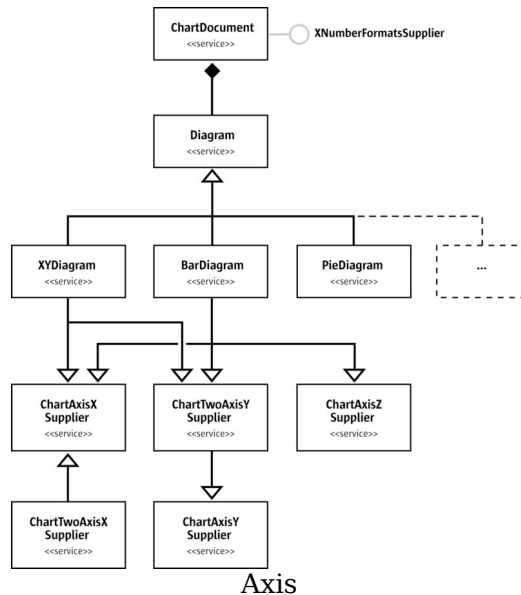 ChartDocument
<<service>>
XNumberFormatsSupplier
Diagram
<<service>>
XYDiagram
<<service>>
BarDiagram
<<service>>
PieDiagram
<<service>>
...
ChartAxisX
Supplier
<<service>>
ChartTwoAxisY
Supplier
<<service>>
ChartAxisZ
Supplier
<<service>>
ChartTwoAxisX
Supplier
<<service>>
ChartAxisY
Supplier
<<service>>
Axis